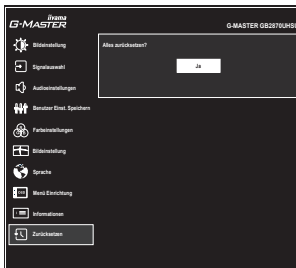 iiyama
G-MASTER
G-MASTER GB2870UHSU
Bildeinstellung
Alles zurücksetzen?
Ja
Signalauswahl
Audioeinstellungen
Benutzer Einst. Speichern
Farbeinstellungen
Bildeinstellung
Sprache
OSD
Menü Einrichtung
Informationen
Zurücksetzen